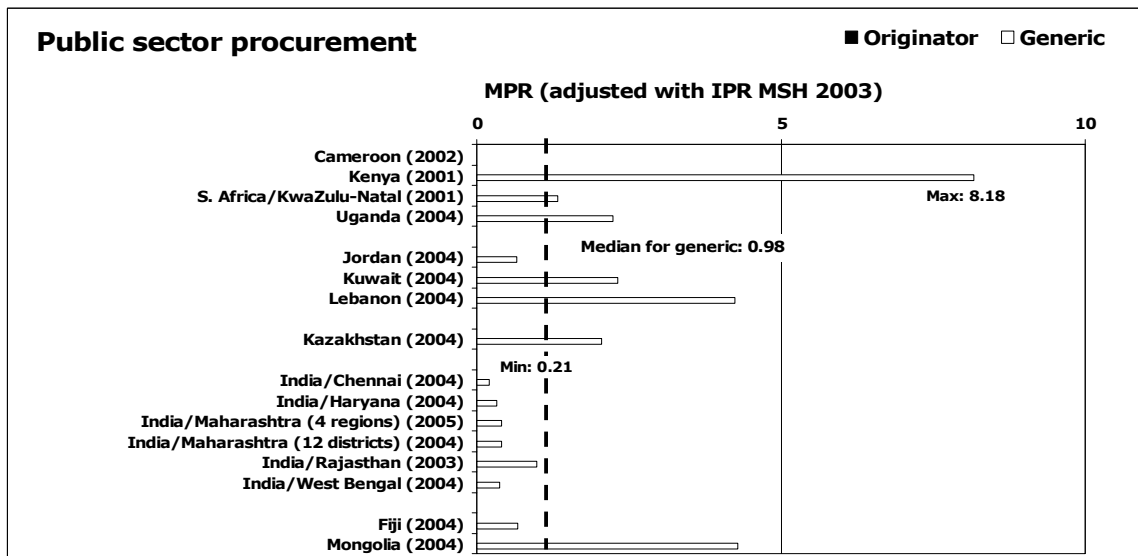 Public sector procurement
Originator Generic
MPR (adjusted with IPR MSH 2003)
0 5 10
Cameroon (2002)
Kenya (2001)
Max: 8.18
S. Africa/KwaZulu-Natal (2001)
Uganda (2004)
Median for generic: 0.98
Jordan (2004)
Kuwait (2004)
Lebanon (2004)
Kazakhstan (2004)
Min: 0.21
India/Chennai (2004)
India/Haryana (2004)
India/Maharashtra (4 regions) (2005)
India/Maharashtra (12 districts) (2004)
India/Rajasthan (2003)
India/West Bengal (2004)
Fiji (2004)
Mongolia (2004)